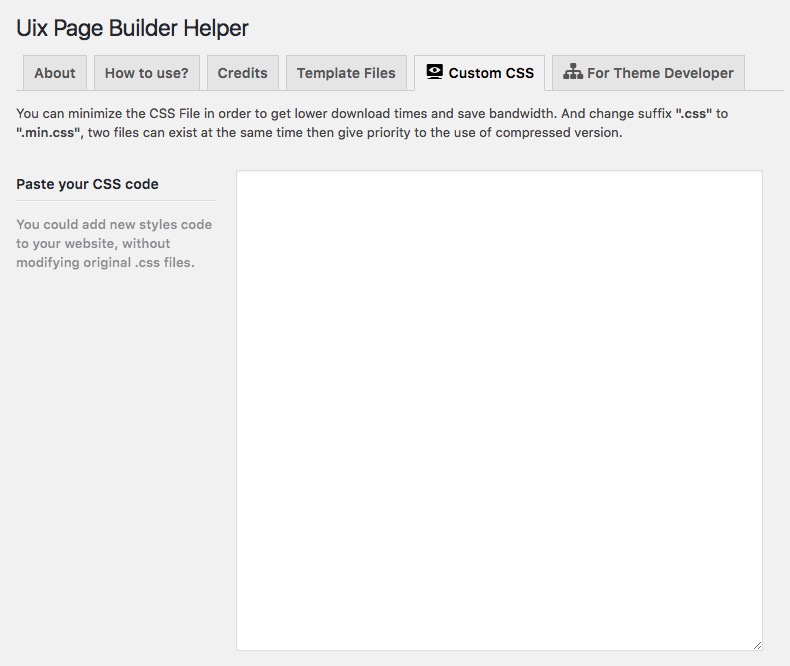 Uix Page Builder Helper
About How to use? Credits Template Files Custom CSS For Theme Developer
You can minimize the CSS File in order to get lower download times and save bandwidth. And change suffix ".css" to
".min.css", two files can exist at the same time then give priority to the use of compressed version.
Paste your CSS code
You could add new styles code
to your website, without
modifying original .css files.